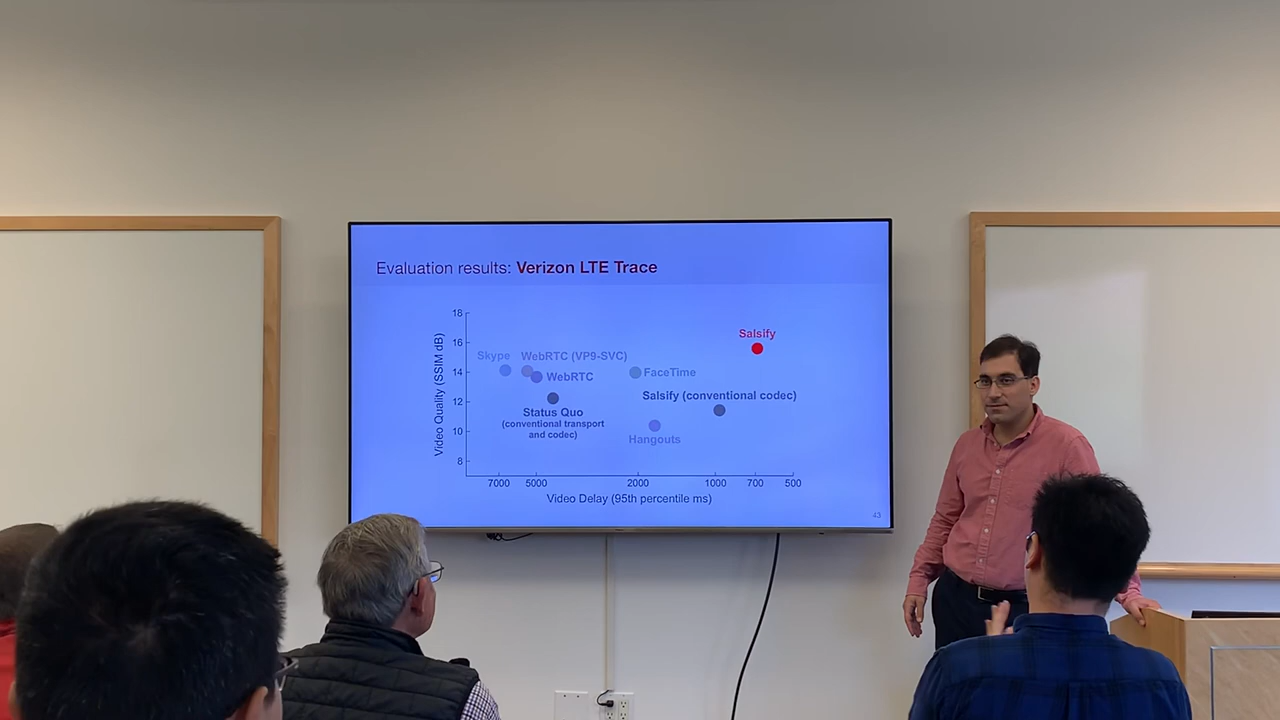 Evaluation results: Verizon LTE Trace
18
16
14
12
10
8
Video Quality (SSIM dB)
Salsify
Skype
WebRTC (VP9-SVC)
WebRTC
FaceTime
Salsify (conventional codec)
Status Quo
(conventional transport
and codec)
Hangouts
7000 5000 2000 1000 700 500
Video Delay (95th percentile ms)
43